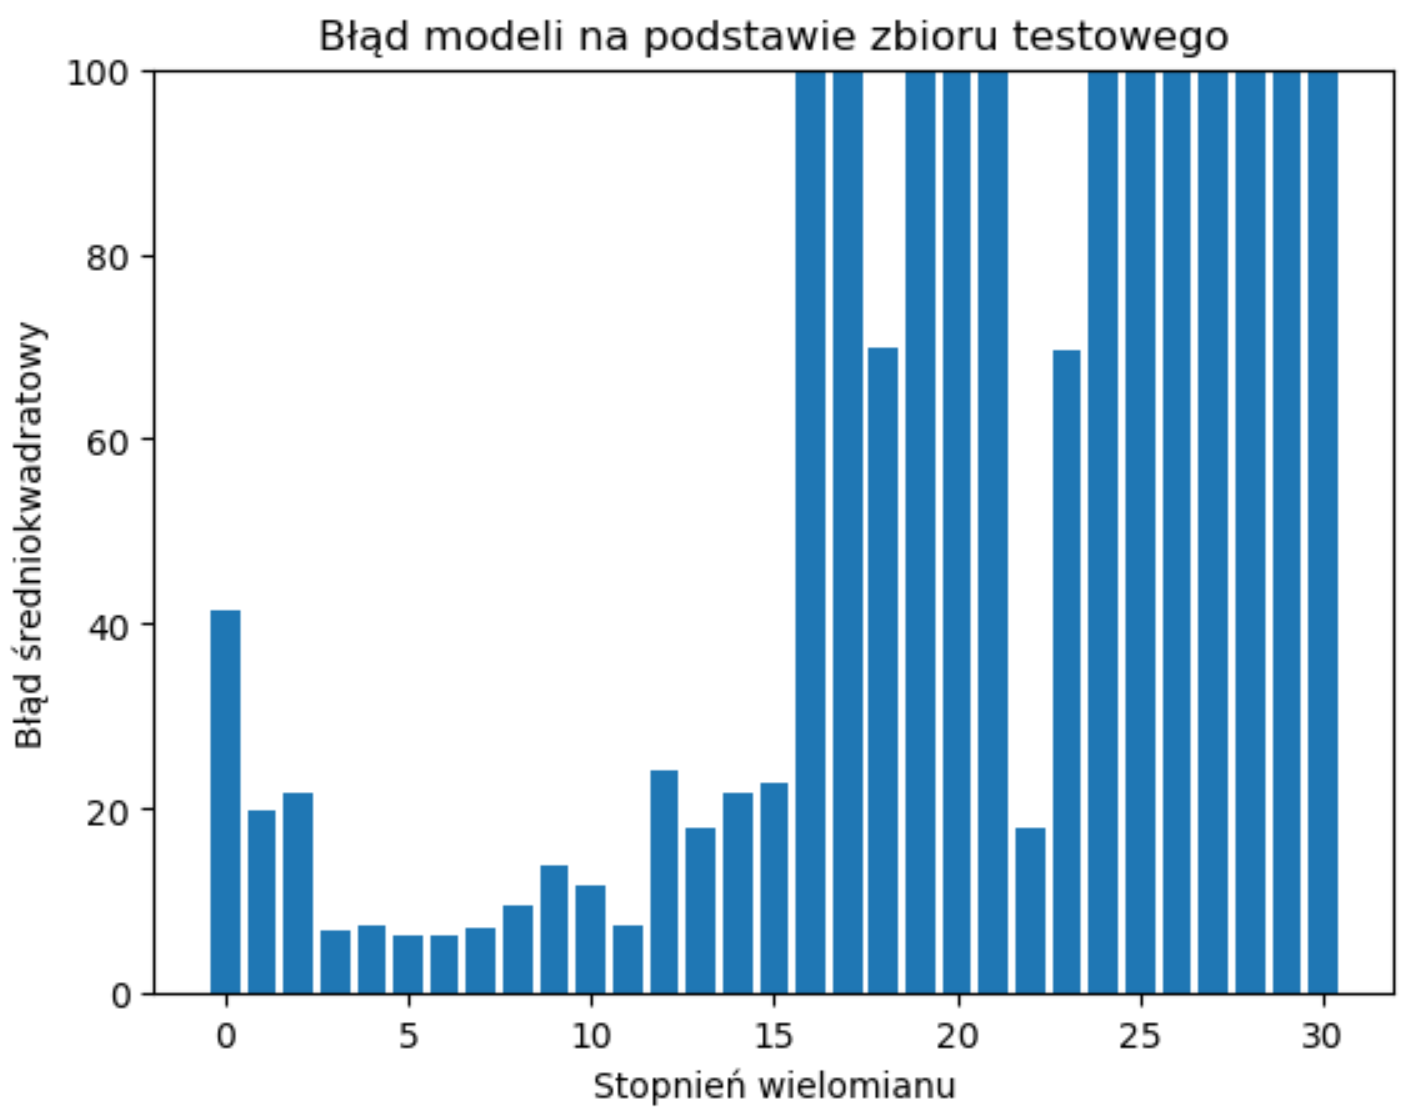 Błąd modeli na podstawie zbioru testowego
100
80
60
40
20
0
Błąd średniokwadratowy
0 5 10 15 20 25 30
Stopnień wielomianu